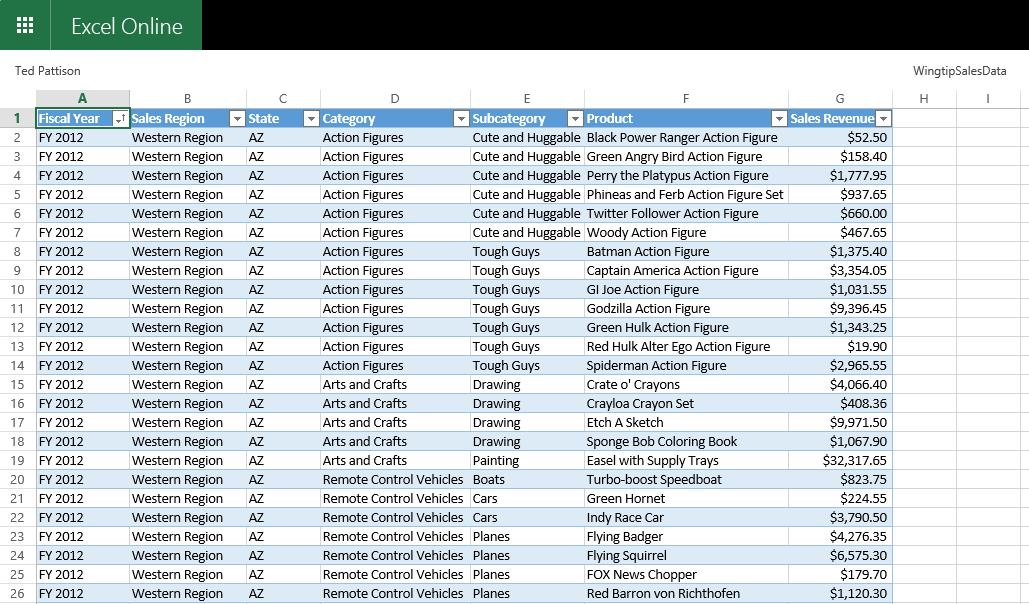 Excel Online
Ted Pattison WingtipSalesData
A B C D E F G H I
1 Fiscal Year Sales Region State Category Subcategory Product Sales Revenue
2 FY 2012 Western Region AZ Action Figures Cute and Huggable Black Power Ranger Action Figure $52.50
3 FY 2012 Western Region AZ Action Figures Cute and Huggable Green Angry Bird Action Figure $158.40
4 FY 2012 Western Region AZ Action Figures Cute and Huggable Perry the Platypus Action Figure $1,777.95
5 FY 2012 Western Region AZ Action Figures Cute and Huggable Phineas and Ferb Action Figure Set $937.65
6 FY 2012 Western Region AZ Action Figures Cute and Huggable Twitter Follower Action Figure $660.00
7 FY 2012 Western Region AZ Action Figures Cute and Huggable Woody Action Figure $467.65
8 FY 2012 Western Region AZ Action Figures Tough Guys Batman Action Figure $1,375.40
9 FY 2012 Western Region AZ Action Figures Tough Guys Captain America Action Figure $3,354.05
10 FY 2012 Western Region AZ Action Figures Tough Guys GI Joe Action Figure $1,031.55
11 FY 2012 Western Region AZ Action Figures Tough Guys Godzilla Action Figure $9,396.45
12 FY 2012 Western Region AZ Action Figures Tough Guys Green Hulk Action Figure $1,343.25
13 FY 2012 Western Region AZ Action Figures Tough Guys Red Hulk Alter Ego Action Figure $19.90
14 FY 2012 Western Region AZ Action Figures Tough Guys Spiderman Action Figure $2,965.55
15 FY 2012 Western Region AZ Arts and Crafts Drawing Crate o' Crayons $4,066.40
16 FY 2012 Western Region AZ Arts and Crafts Drawing Crayloa Crayon Set $408.36
17 FY 2012 Western Region AZ Arts and Crafts Drawing Etch A Sketch $9,971.50
18 FY 2012 Western Region AZ Arts and Crafts Drawing Sponge Bob Coloring Book $1,067.90
19 FY 2012 Western Region AZ Arts and Crafts Painting Easel with Supply Trays $32,317.65
20 FY 2012 Western Region AZ Remote Control Vehicles Boats Turbo-boost Speedboat $823.75
21 FY 2012 Western Region AZ Remote Control Vehicles Cars Green Hornet $224.55
22 FY 2012 Western Region AZ Remote Control Vehicles Cars Indy Race Car $3,790.50
23 FY 2012 Western Region AZ Remote Control Vehicles Planes Flying Badger $4,276.35
24 FY 2012 Western Region AZ Remote Control Vehicles Planes Flying Squirrel $6,575.30
25 FY 2012 Western Region AZ Remote Control Vehicles Planes FOX News Chopper $179.70
26 FY 2012 Western Region AZ Remote Control Vehicles Planes Red Barron von Richthofen $1,120.30